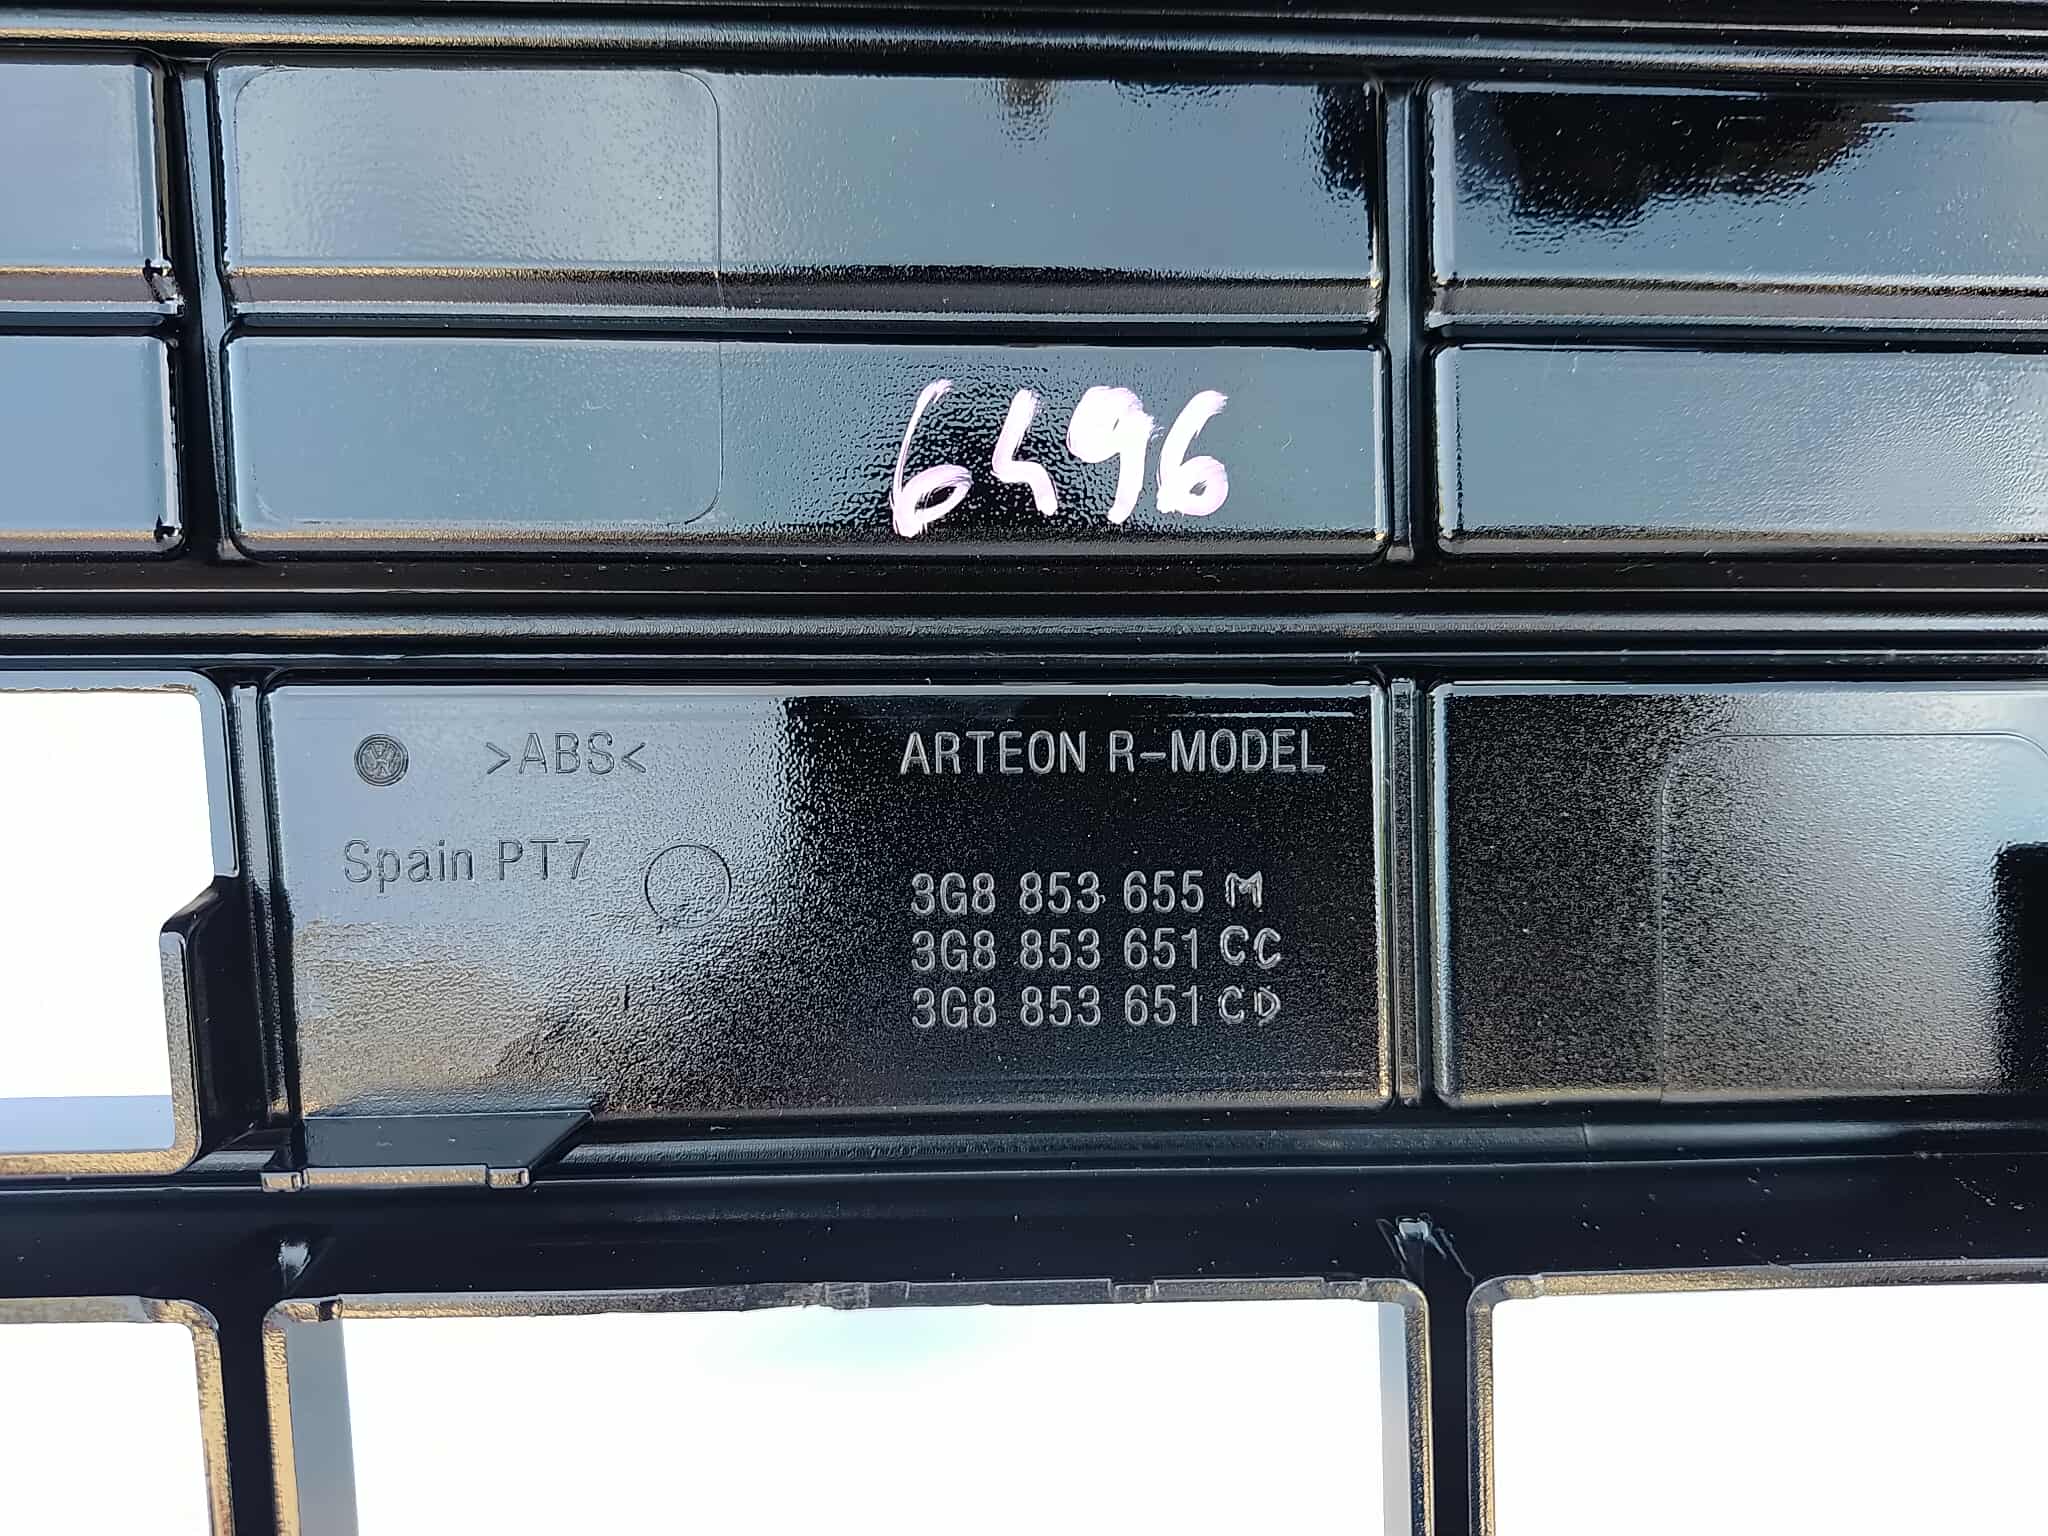 6496
>ABS<
ARTEON R-MODEL
Spain PT7
3G8 853 655 M
3G8 853 651 CC
3G8 853 651 CD